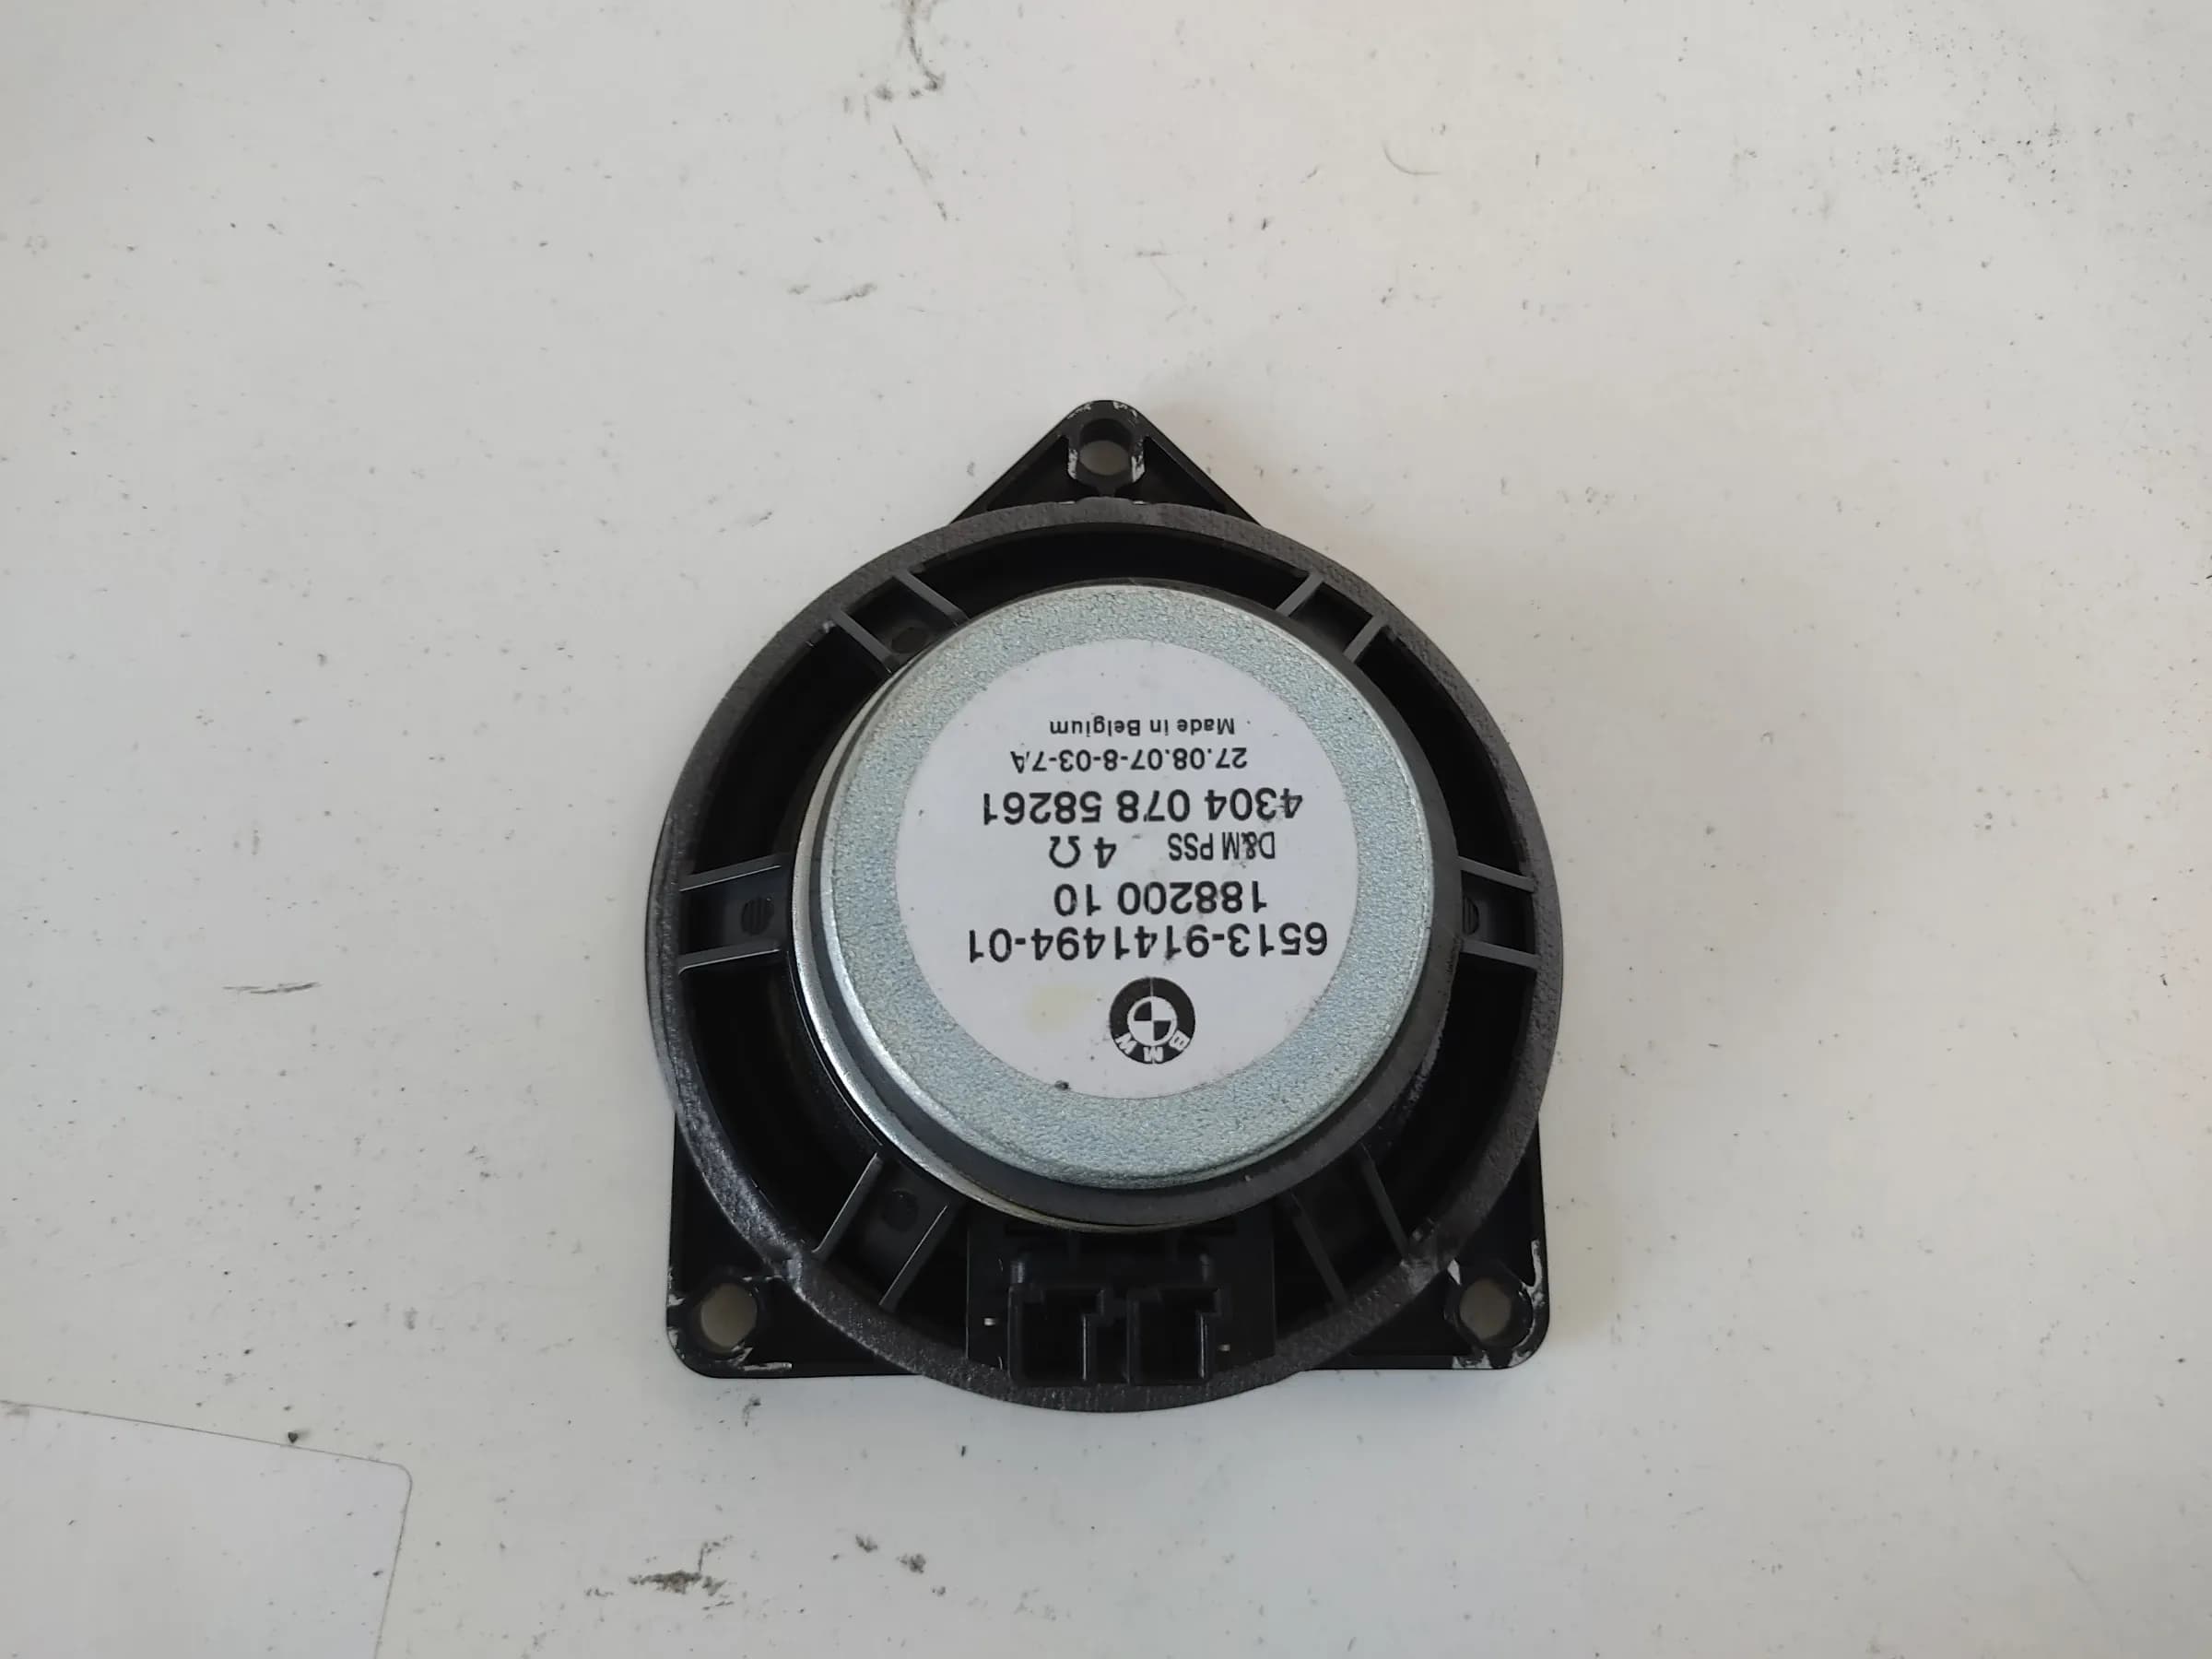 BMW
6513-9141494-01
188200 10
D&M PSS 4 Ω
4304 078 58261
27.08.07-8-03-7A
Made in Belgium